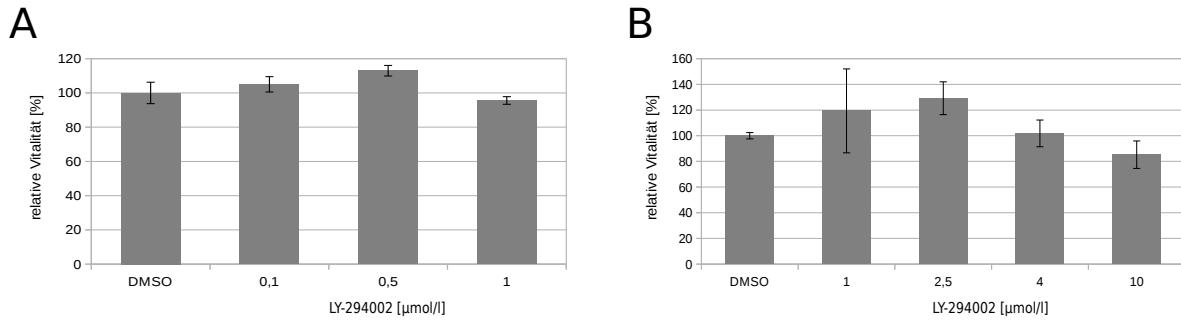 A
relative Vitalität [%]
120
100
80
60
40
20
0
DMSO 0,1 0,5 1
LY-294002 [µmol/l]
B
relative Vitalität [%]
160
140
120
100
80
60
40
20
0
DMSO 1 2,5 4 10
LY-294002 [µmol/l]